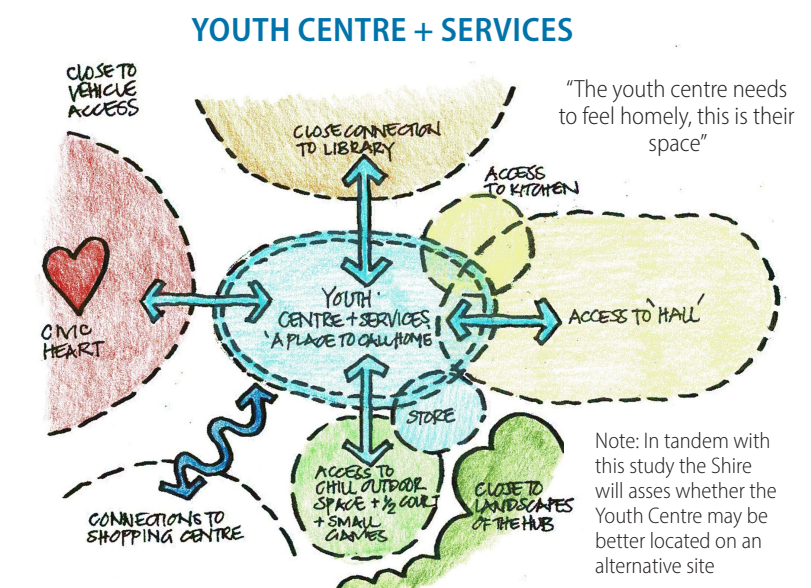 YOUTH CENTRE + SERVICES
CLOSE TO
VEHICLE
ACCESS
"The youth centre needs
to feel homely, this is their
space"
CLOSE CONNECTION
TO LIBRARY
ACCESS
TO KITCHEN
CIVIC
HEART
YOUTH
CENTRE + SERVICES
'A PLACE TO CALL HOME
ACCESS TO 'HALL'
STORE
ACCESS TO
CHILL OUTDOOR
SPACE + ½ COURT
+ SMALL
GAMES
CLOSE TO
LANDSCAPES
OF THE HUB
CONNECTIONS TO
SHOPPING CENTRE
Note: In tandem with
this study the Shire
will asses whether the
Youth Centre may be
better located on an
alternative site